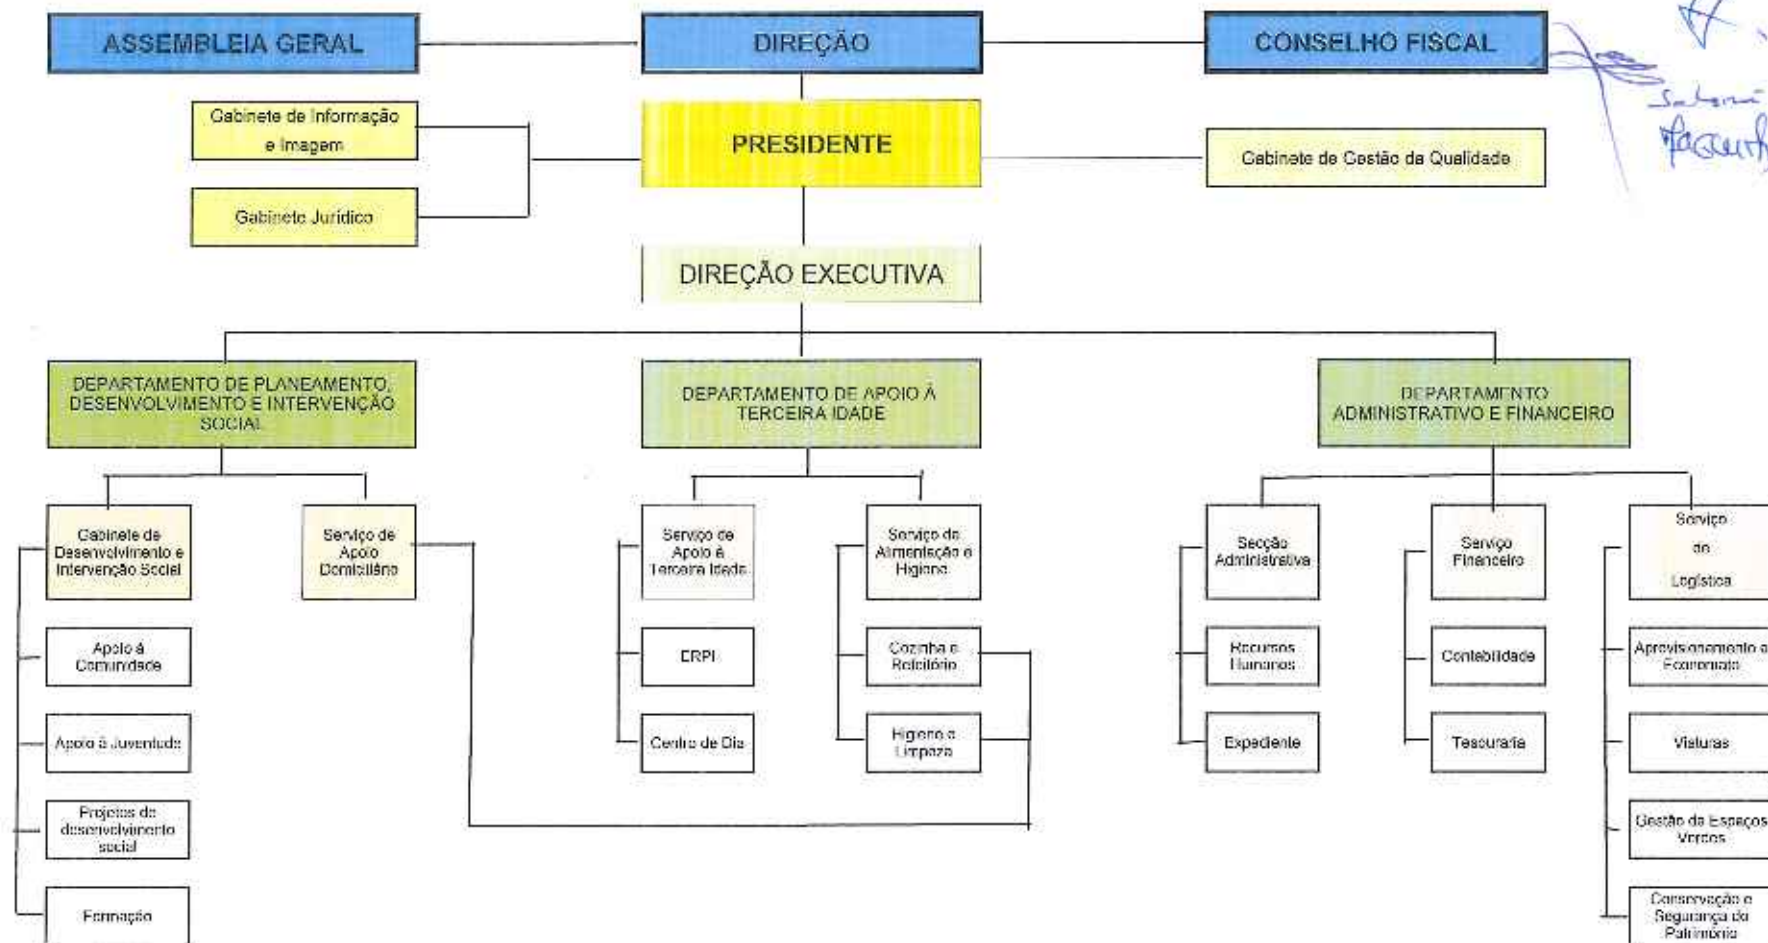 ASSEMBLEIA GERAL
DIREÇÃO
CONSELHO FISCAL
Gabinete de Informação
e Imagem
PRESIDENTE
Gabinete de Gestão da Qualidade
Gabinete Jurídico
DIREÇÃO EXECUTIVA
DEPARTAMENTO DE PLANEAMENTO,
DESENVOLVIMENTO E INTERVENÇÃO
SOCIAL
DEPARTAMENTO DE APOIO À
TERCEIRA IDADE
DEPARTAMENTO
ADMINISTRATIVO E FINANCEIRO
Gabinete de
Desenvolvimento e
Intervenção Social
Serviço de
Apoio
Domiciliário
Serviço de
Apoio à
Terceira Idade
Serviço de
Alimentação e
Higiene
Secção
Administrativa
Serviço
Financeiro
Serviço
de
Logística
Apoio à
Comunidade
ERPI
Cozinha e
Refeitório
Recursos
Humanos
Contabilidade
Aprovisionamento e
Economato
Apoio à Juventude
Centro de Dia
Higiene e
Limpeza
Expediente
Tesouraria
Viaturas
Projetos de
desenvolvimento
social
Gestão de Espaços
Verdes
Formação
Conservação e
Segurança do
Património